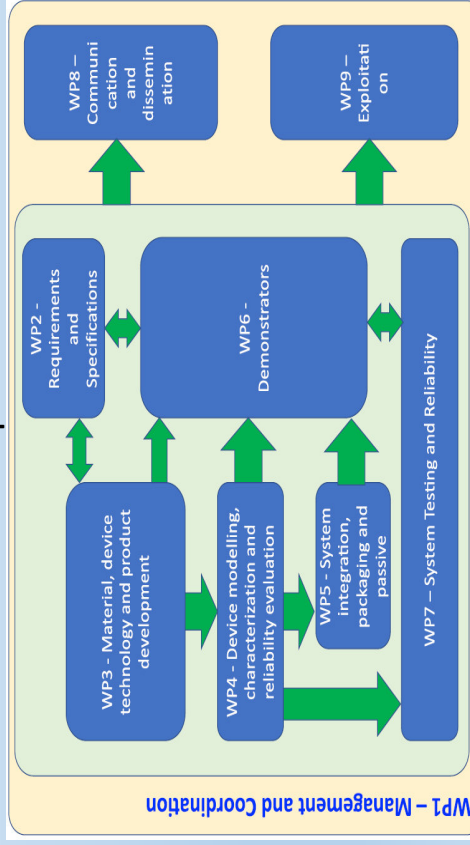 WP1 – Management and Coordination
WP2 -
Requirements
and
Specifications
WP3 - Material, device
technology and product
development
WP4 - Device modelling,
characterization and
reliability evaluation
WP5 - System
integration,
packaging and
passive
WP6 -
Demonstrators
WP7 – System Testing and Reliability
WP8 –
Communi
cation
and
dissemin
ation
WP9 –
Exploitati
on